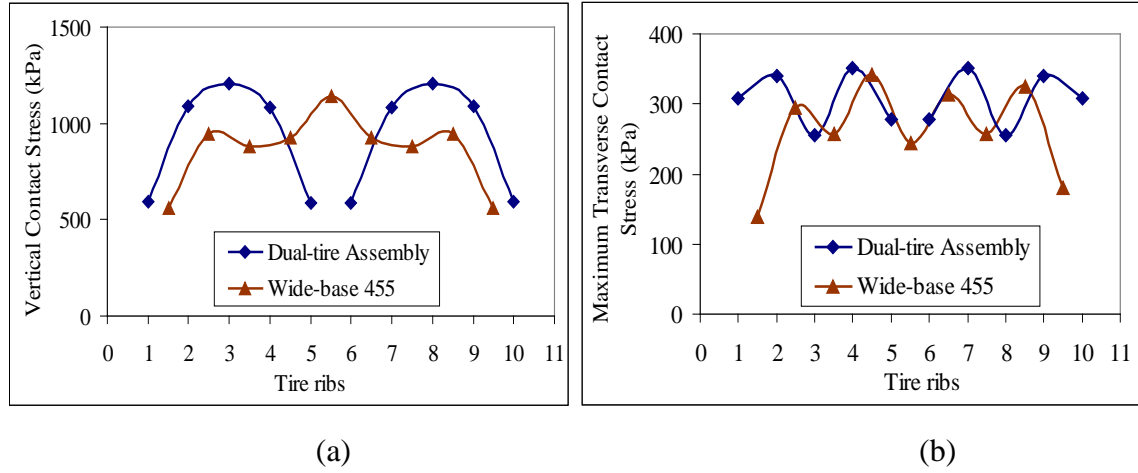 1500
1000
500
0
Vertical Contact Stress (kPa)
Dual-tire Assembly
Wide-base 455
0 1 2 3 4 5 6 7 8 9 10 11
Tire ribs
(a)
400
300
200
100
0
Maximum Transverse Contact
Stress (kPa)
Dual-tire Assembly
Wide-base 455
0 1 2 3 4 5 6 7 8 9 10 11
Tire ribs
(b)